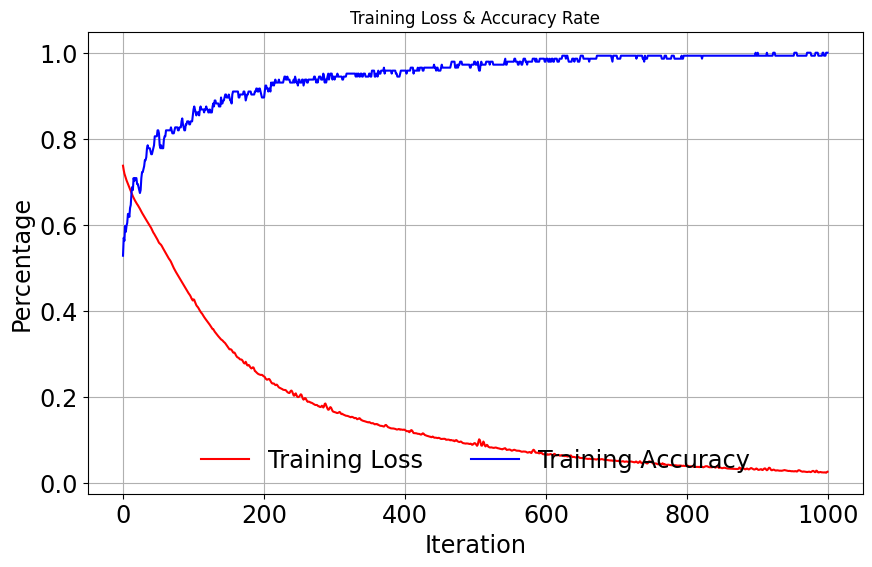 Training Loss & Accuracy Rate
1.0
0.8
0.6
0.4
0.2
0.0
Percentage
Training Loss Training Accuracy
0 200 400 600 800 1000
Iteration